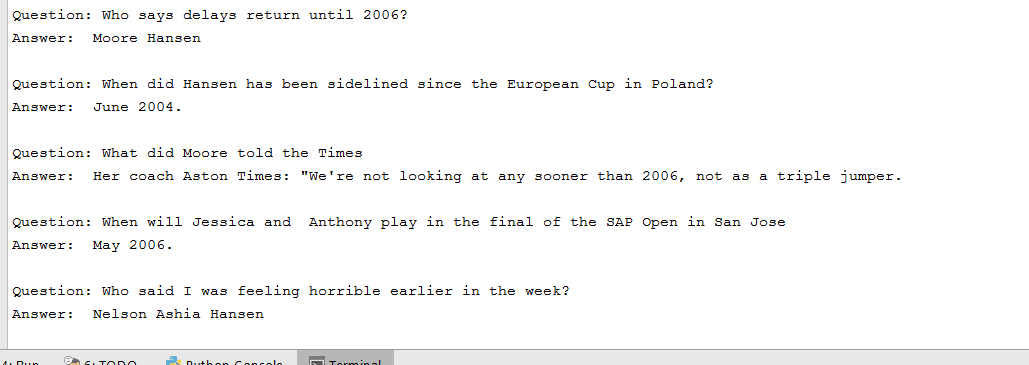 Question: Who says delays return until 2006?
Answer:  Moore Hansen
Question: When did Hansen has been sidelined since the European Cup in Poland?
Answer:  June 2004.
Question: What did Moore told the Times
Answer:  Her coach Aston Times: "We're not looking at any sooner than 2006, not as a triple jumper.
Question: When will Jessica and  Anthony play in the final of the SAP Open in San Jose
Answer:  May 2006.
Question: Who said I was feeling horrible earlier in the week?
Answer:  Nelson Ashia Hansen
4: Run 6: TODO Python Console Terminal